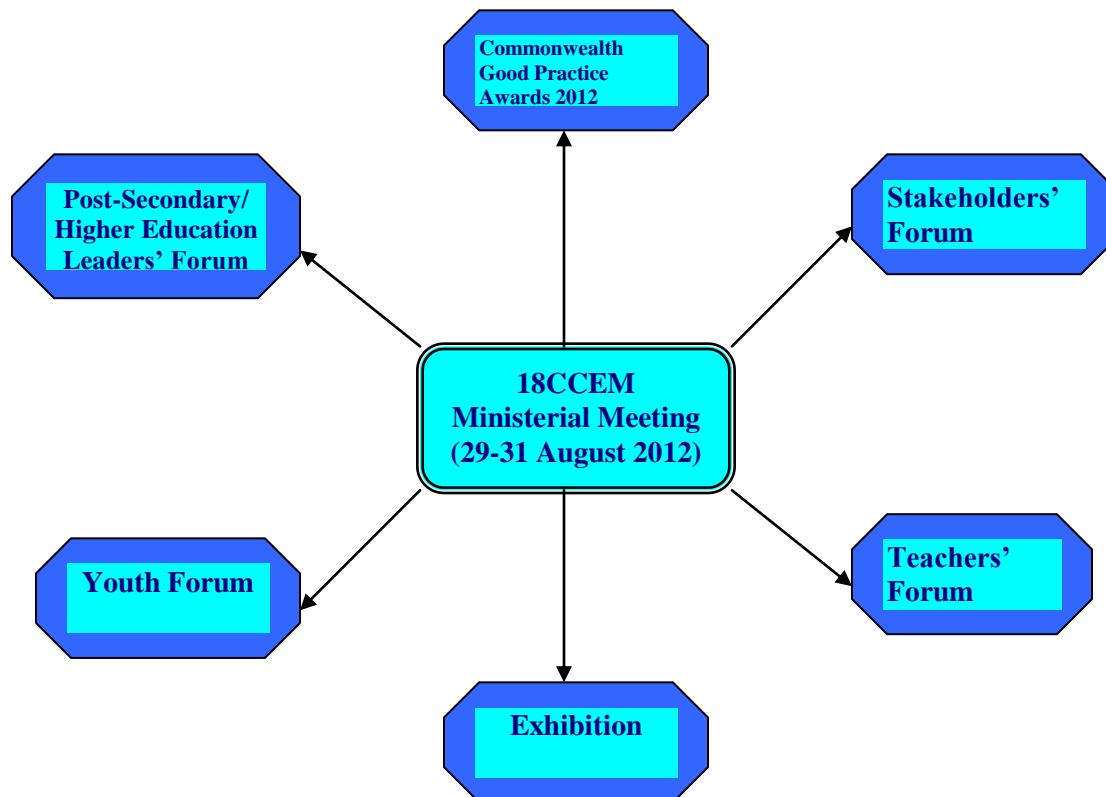 Commonwealth
Good Practice
Awards 2012
Post-Secondary/
Higher Education
Leaders’ Forum
Stakeholders’
Forum
18CCEM
Ministerial Meeting
(29-31 August 2012)
Youth Forum
Teachers’
Forum
Exhibition